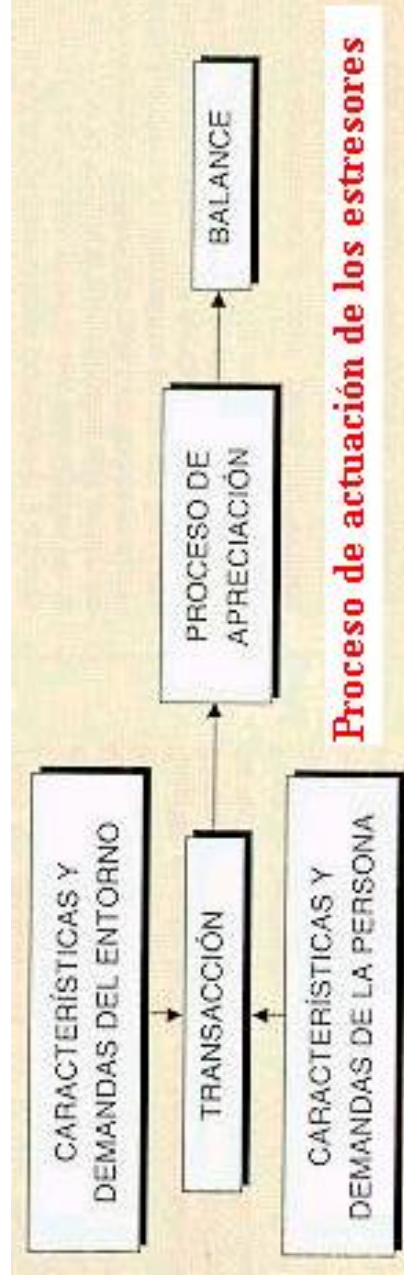 CARACTERÍSTICAS Y
DEMANDAS DEL ENTORNO
TRANSACCIÓN
CARACTERÍSTICAS Y
DEMANDAS DE LA PERSONA
PROCESO DE
APRECIACIÓN
BALANCE
Proceso de actuación de los estresores